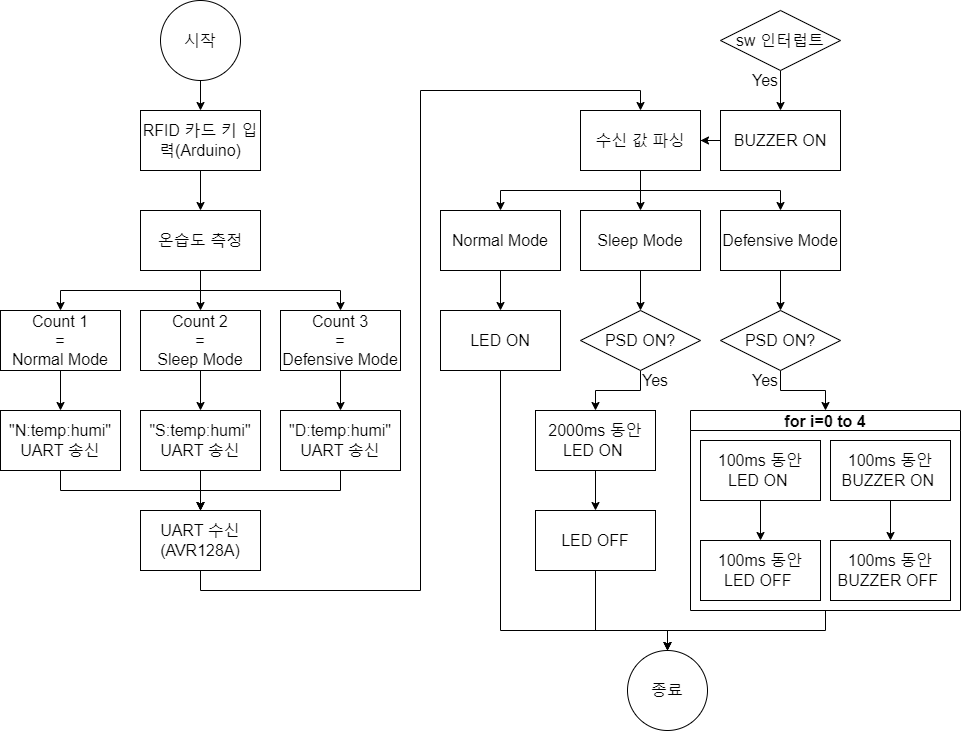 시작
RFID 카드 키 입
력(Arduino)
온습도 측정
Count 1
=
Normal Mode
Count 2
=
Sleep Mode
Count 3
=
Defensive Mode
"N:temp:humi"
UART 송신
"S:temp:humi"
UART 송신
"D:temp:humi"
UART 송신
UART 수신
(AVR128A)
sw 인터럽트
Yes
BUZZER ON
수신 값 파싱
Normal Mode
Sleep Mode
Defensive Mode
LED ON
PSD ON?
Yes
PSD ON?
Yes
2000ms 동안
LED ON
LED OFF
for i=0 to 4
100ms 동안
LED ON
100ms 동안
BUZZER ON
100ms 동안
LED OFF
100ms 동안
BUZZER OFF
종료